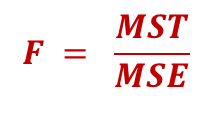 F = MST
MSE